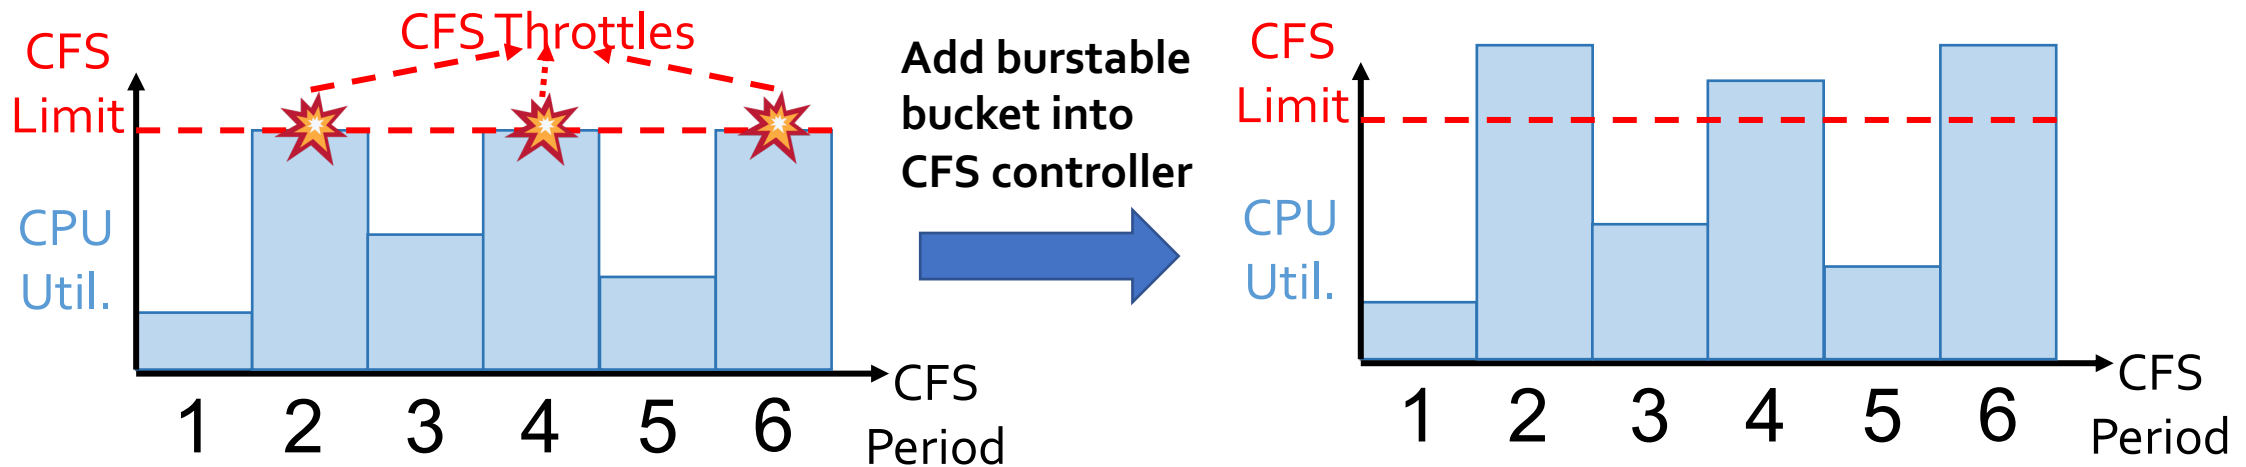 CFS Throttles
CFS
Limit
CPU
Util.
1 2 3 4 5 6
CFS
Period
Add burstable
bucket into
CFS controller
CFS
Limit
CPU
Util.
1 2 3 4 5 6
CFS
Period